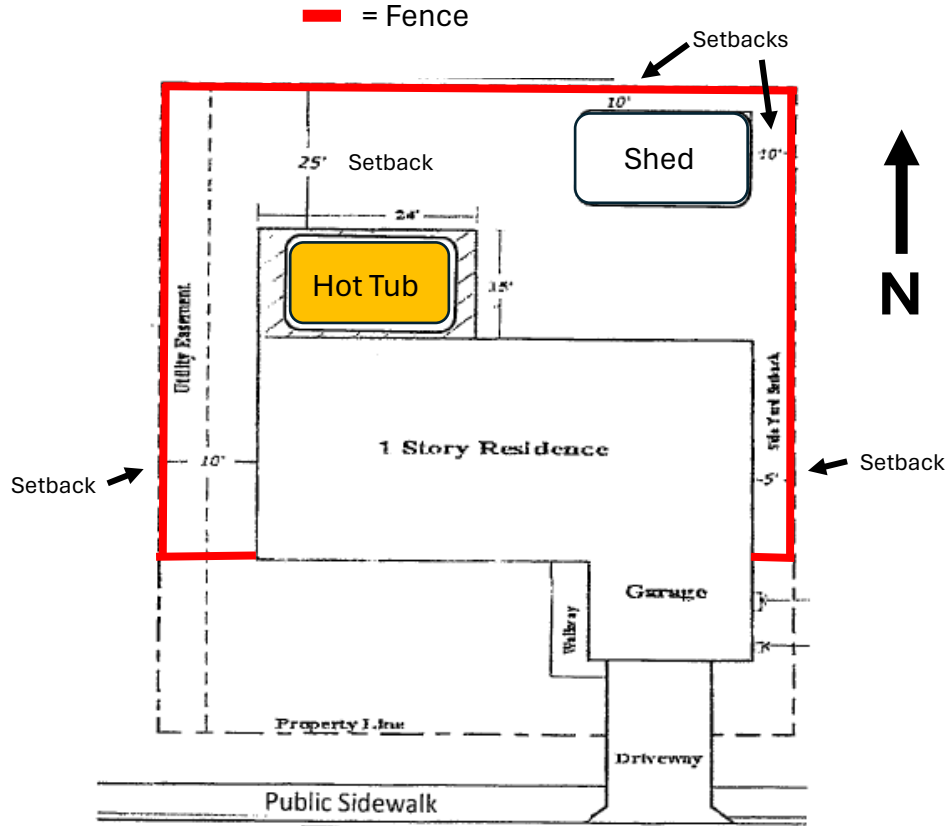 = Fence
Setbacks
10'
Shed
10'
25'
Setback
24'
Hot Tub
15'
N
Utility Easement
Side Yard Setback
1 Story Residence
10'
Setback
Setback
5'
Garage
Walkway
Property Line
Driveway
Public Sidewalk